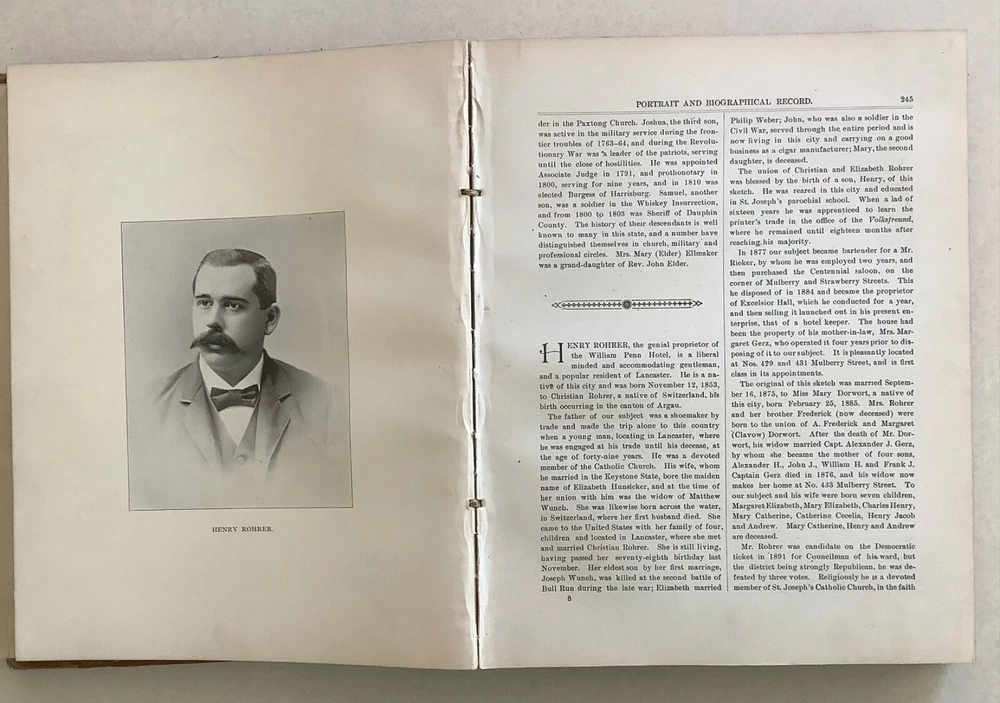 HENRY ROHRER.
PORTRAIT AND BIOGRAPHICAL RECORD.
245
der in the Paxtong Church. Joshua, the third son,
was active in the military service during the fron-
tier troubles of 1763-64, and during the Revolu-
tionary War was a leader of the patriots, serving
until the close of hostilities. He was appointed
Associate Judge in 1791, and prothonotary in
1800, serving for nine years, and in 1810 was
elected Burgess of Harrisburg. Samuel, another
son, was a soldier in the Whiskey Insurrection,
and from 1800 to 1803 was Sheriff of Dauphin
County. The history of their descendants is well
known to many in this state, and a number have
distinguished themselves in church, military and
professional circles. Mrs. Mary (Elder) Ellmaker
was a grand-daughter of Rev. John Elder.
HENRY ROHRER, the genial proprietor of
the William Penn Hotel, is a liberal
minded and accommodating gentleman,
and a popular resident of Lancaster. He is a na-
tive of this city and was born November 12, 1853,
to Christian Rohrer, a native of Switzerland, his
birth occurring in the canton of Argau.
The father of our subject was a shoemaker by
trade and made the trip alone to this country
when a young man, locating in Lancaster, where
he was engaged at his trade until his decease, at
the age of forty-nine years. He was a devoted
member of the Catholic Church. His wife, whom
he married in the Keystone State, bore the maiden
name of Elizabeth Hunsicker, and at the time of
her union with him was the widow of Matthew
Wunch. She was likewise born across the water,
in Switzerland, where her first husband died. She
came to the United States with her family of four,
children and located in Lancaster, where she met
and married Christian Rohrer. She is still living,
having passed her seventy-eighth birthday last
November. Her eldest son by her first marriage,
Joseph Wunch, was killed at the second battle of
Bull Run during the late war; Elizabeth married
8
Philip Weber; John, who was also a soldier in the
Civil War, served through the entire period and is
now living in this city and carrying on a good
business as a cigar manufacturer; Mary, the second
daughter, is deceased.
The union of Christian and Elizabeth Rohrer
was blessed by the birth of a son, Henry, of this
sketch. He was reared in this city and educated
in St. Joseph's parochial school. When a lad of
sixteen years he was apprenticed to learn the
printer's trade in the office of the Volksfreund,
where he remained until eighteen months after
reaching his majority.
In 1877 our subject became bartender for a Mr.
Rieker, by whom he was employed two years, and
then purchased the Centennial saloon, on the
corner of Mulberry and Strawberry Streets. This
he disposed of in 1884 and became the proprietor
of Excelsior Hall, which he conducted for a year,
and then selling it launched out in his present en-
terprise, that of a hotel keeper. The house had
been the property of his mother-in-law, Mrs. Mar-
garet Gerz, who operated it four years prior to dis-
posing of it to our subject. It is pleasantly located
at Nos. 429 and 431 Mulberry Street, and is first
class in its appointments.
The original of this sketch was married Septem-
ber 16, 1875, to Miss Mary Dorwort, a native of
this city, born February 25, 1885. Mrs. Rohrer
and her brother Frederick (now deceased) were
born to the union of A. Frederick and Margaret
(Clavow) Dorwort. After the death of Mr. Dor-
wort, his widow married Capt. Alexander J. Gerz,
by whom she became the mother of four sons,
Alexander H., John J., William H. and Frank J.
Captain Gerz died in 1876, and his widow now
makes her home at No. 433 Mulberry Street. To
our subject and his wife were born seven children,
Margaret Elizabeth, Mary Elizabeth, Charles Henry,
Mary Catherine, Catherine Cecelia, Henry Jacob
and Andrew. Mary Catherine, Henry and Andrew
are deceased.
Mr. Rohrer was candidate on the Democratic
ticket in 1891 for Councilman of his ward, but
the district being strongly Republican, he was de-
feated by three votes. Religiously he is a devoted
member of St. Joseph's Catholic Church, in the faith